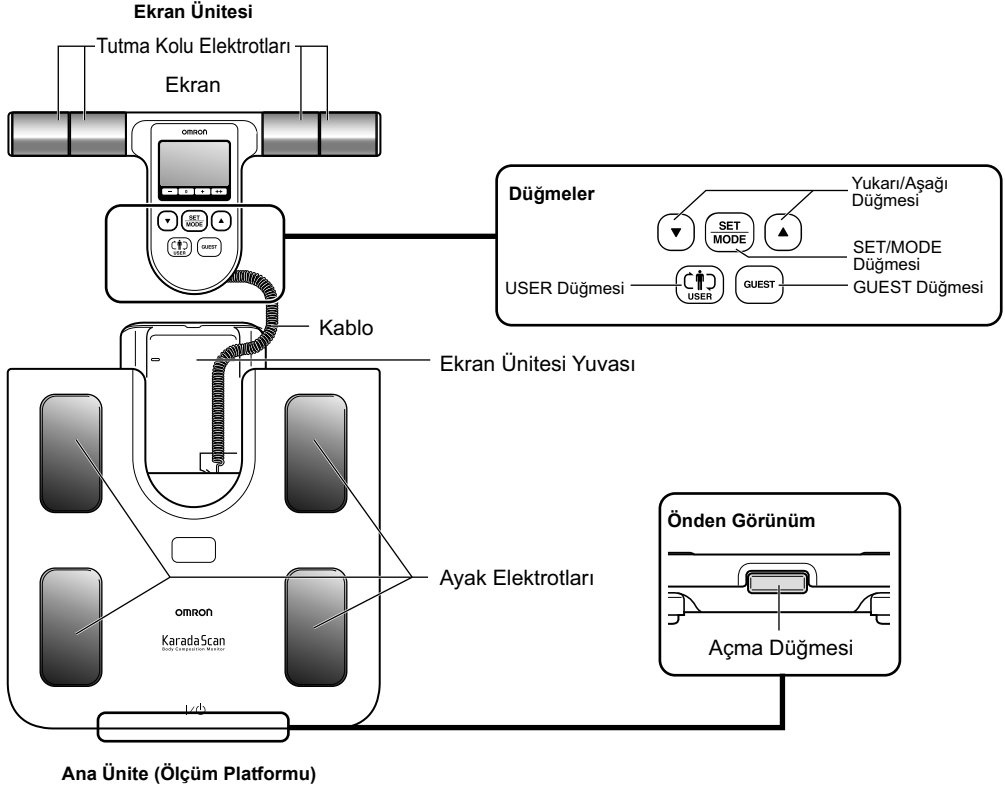 Ekran Ünitesi
Tutma Kolu Elektrotları
Ekran
OMRON
− 0 + ++
SET
MODE
USER
GUEST
Düğmeler
Yukarı/Aşağı
Düğmesi
SET
MODE
SET/MODE
Düğmesi
USER Düğmesi
USER
GUEST
GUEST Düğmesi
Kablo
Ekran Ünitesi Yuvası
Ayak Elektrotları
OMRON
KaradaScan
Body Composition Monitor
Önden Görünüm
Açma Düğmesi
Ana Ünite (Ölçüm Platformu)